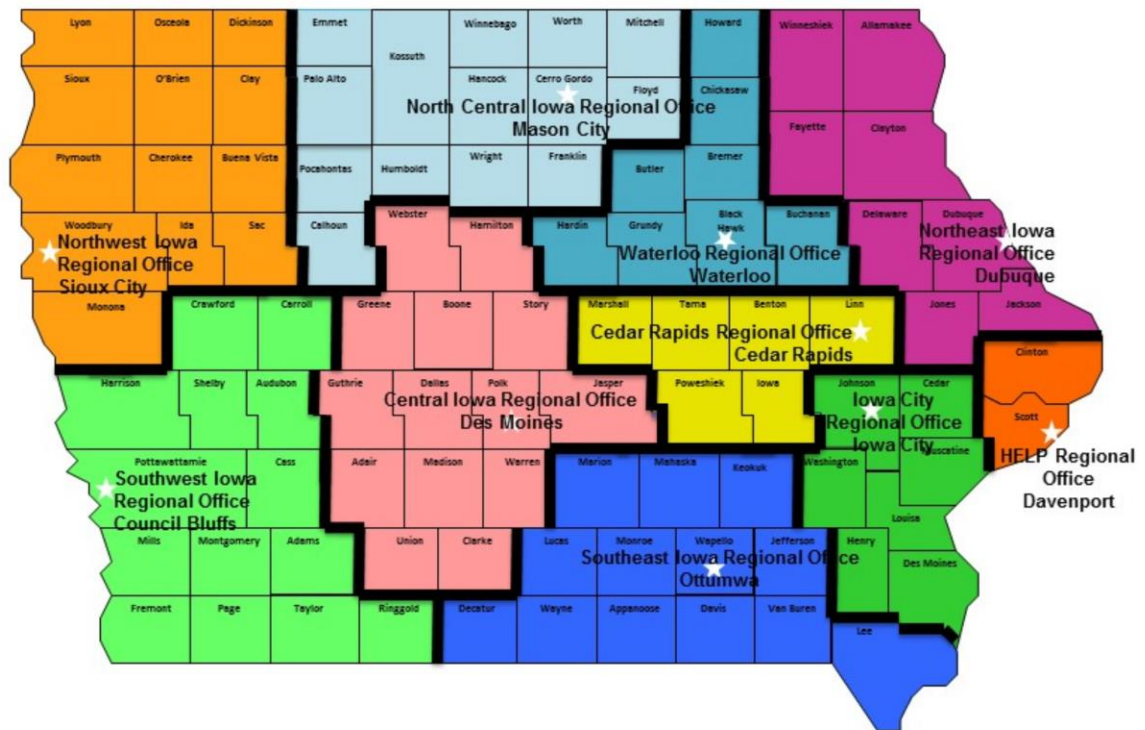 Lyon
Osceola
Dickinson
Emmet
Winnebago
Worth
Mitchell
Howard
Winneshiek
Allamakee
Kossuth
Sioux
O'Brien
Clay
Palo Alto
Hancock
Cerro Gordo
Floyd
Chickasaw
North Central Iowa Regional Office
Mason City
Fayette
Clayton
Plymouth
Cherokee
Buena Vista
Pocahontas
Humboldt
Wright
Franklin
Butler
Bremer
Woodbury
Ida
Sac
Calhoun
Webster
Hamilton
Hardin
Grundy
Black
Hawk
Buchanan
Delaware
Dubuque
Northwest Iowa
Regional Office
Sioux City
Waterloo Regional Office
Waterloo
Northeast Iowa
Regional Office
Dubuque
Monona
Crawford
Carroll
Greene
Boone
Story
Marshall
Tama
Benton
Linn
Jones
Jackson
Cedar Rapids Regional Office
Cedar Rapids
Clinton
Harrison
Shelby
Audubon
Guthrie
Dallas
Polk
Jasper
Poweshiek
Iowa
Johnson
Cedar
Central Iowa Regional Office
Des Moines
Iowa City
Regional Office
Iowa City
Scott
HELP Regional
Office
Davenport
Pottawattamie
Cass
Adair
Madison
Warren
Marion
Mahaska
Keokuk
Washington
Muscatine
Southwest Iowa
Regional Office
Council Bluffs
Louisa
Mills
Montgomery
Adams
Union
Clarke
Lucas
Monroe
Wapello
Jefferson
Henry
Des Moines
Southeast Iowa Regional Office
Ottumwa
Fremont
Page
Taylor
Ringgold
Decatur
Wayne
Appanoose
Davis
Van Buren
Lee